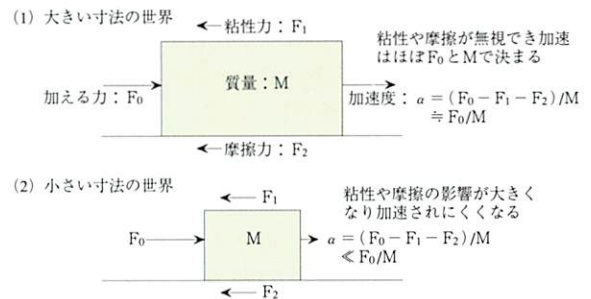 (1) 大きい寸法の世界
←粘性力：F₁
粘性や摩擦が無視でき加速
はほぼF₀とMで決まる
質量：M
加える力：F₀
加速度： α＝(F₀－F₁－F₂)/M
≒F₀/M
←摩擦力：F₂
(2) 小さい寸法の世界
← F₁
粘性や摩擦の影響が大きく
なり加速されにくくなる
F₀
M
α＝(F₀－F₁－F₂)/M
≪F₀/M
← F₂